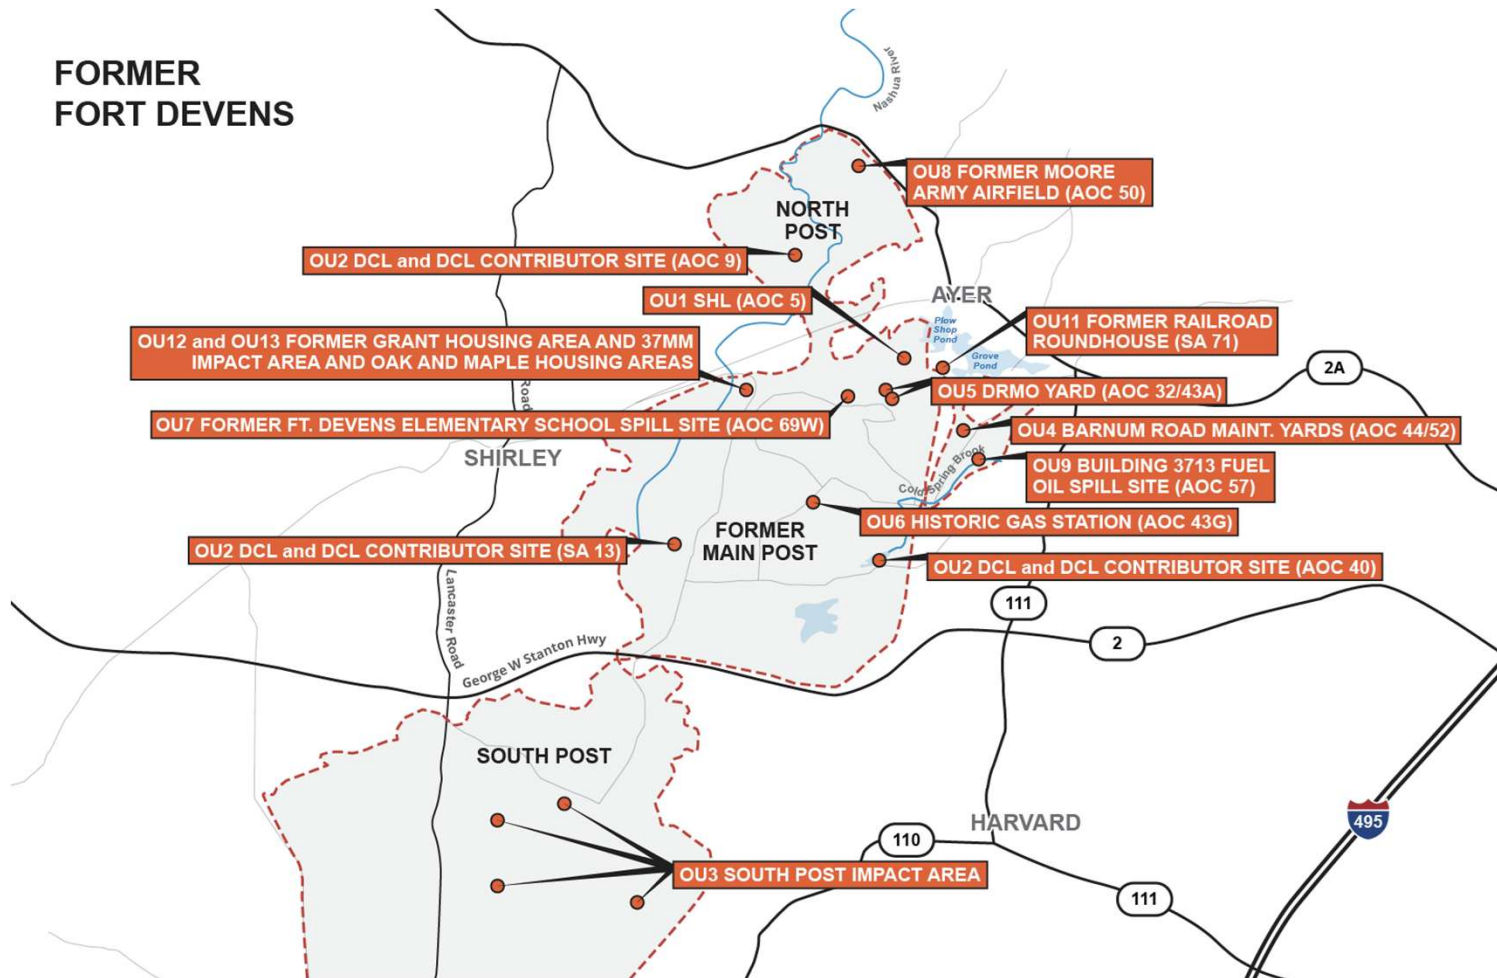 FORMER
FORT DEVENS
Nashua River
OU8 FORMER MOORE
ARMY AIRFIELD (AOC 50)
NORTH
POST
OU2 DCL and DCL CONTRIBUTOR SITE (AOC 9)
OU1 SHL (AOC 5)
AYER
Plow
Shop
Pond
Grove
Pond
OU11 FORMER RAILROAD
ROUNDHOUSE (SA 71)
OU12 and OU13 FORMER GRANT HOUSING AREA AND 37MM
IMPACT AREA AND OAK AND MAPLE HOUSING AREAS
2A
Road
OU5 DRMO YARD (AOC 32/43A)
OU7 FORMER FT. DEVENS ELEMENTARY SCHOOL SPILL SITE (AOC 69W)
OU4 BARNUM ROAD MAINT. YARDS (AOC 44/52)
SHIRLEY
OU9 BUILDING 3713 FUEL
OIL SPILL SITE (AOC 57)
Cold Spring Brook
OU6 HISTORIC GAS STATION (AOC 43G)
FORMER
MAIN POST
OU2 DCL and DCL CONTRIBUTOR SITE (SA 13)
OU2 DCL and DCL CONTRIBUTOR SITE (AOC 40)
111
Lancaster Road
2
George W Stanton Hwy
SOUTH POST
HARVARD
495
110
OU3 SOUTH POST IMPACT AREA
111